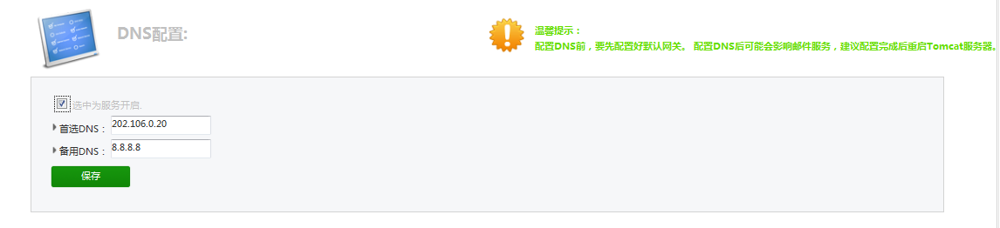 DNS配置:
温馨提示：
配置DNS前，要先配置好默认网关。 配置DNS后可能会影响邮件服务，建议配置完成后重启Tomcat服务器。
选中为服务开启.
首选DNS： 202.106.0.20
备用DNS： 8.8.8.8
保存